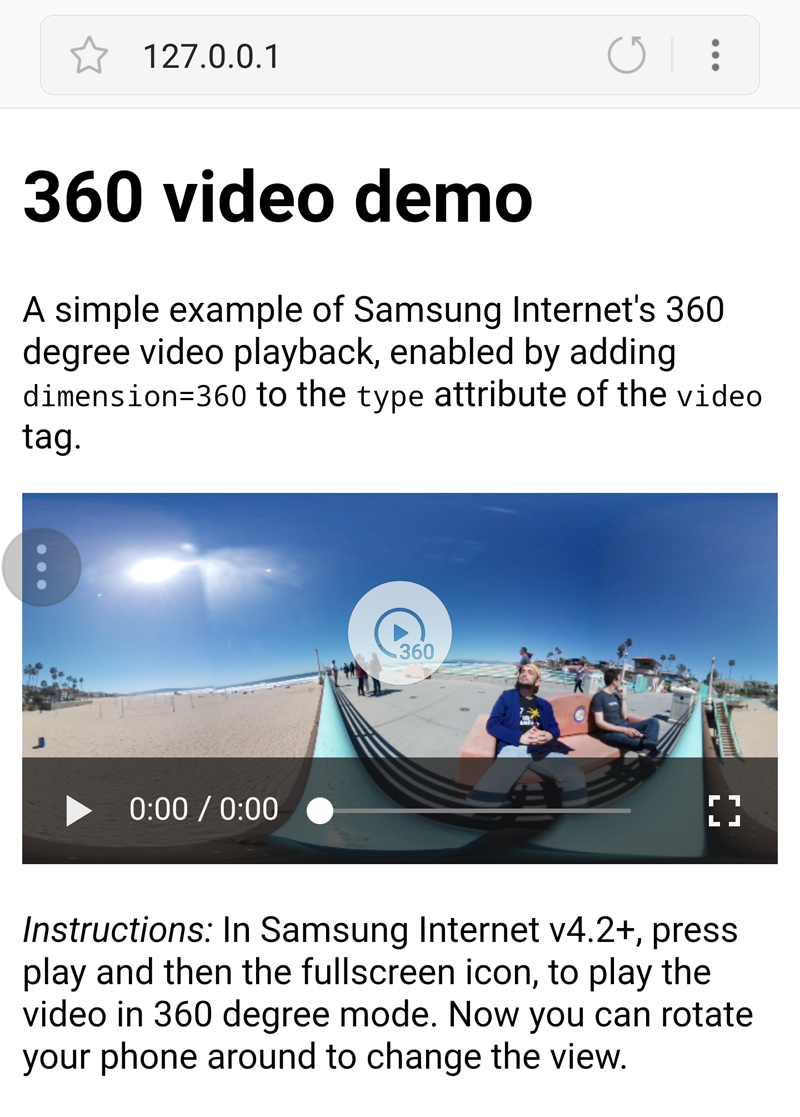 127.0.0.1
360 video demo
A simple example of Samsung Internet's 360
degree video playback, enabled by adding
dimension=360 to the type attribute of the video
tag.
360
0:00 / 0:00
Instructions: In Samsung Internet v4.2+, press
play and then the fullscreen icon, to play the
video in 360 degree mode. Now you can rotate
your phone around to change the view.